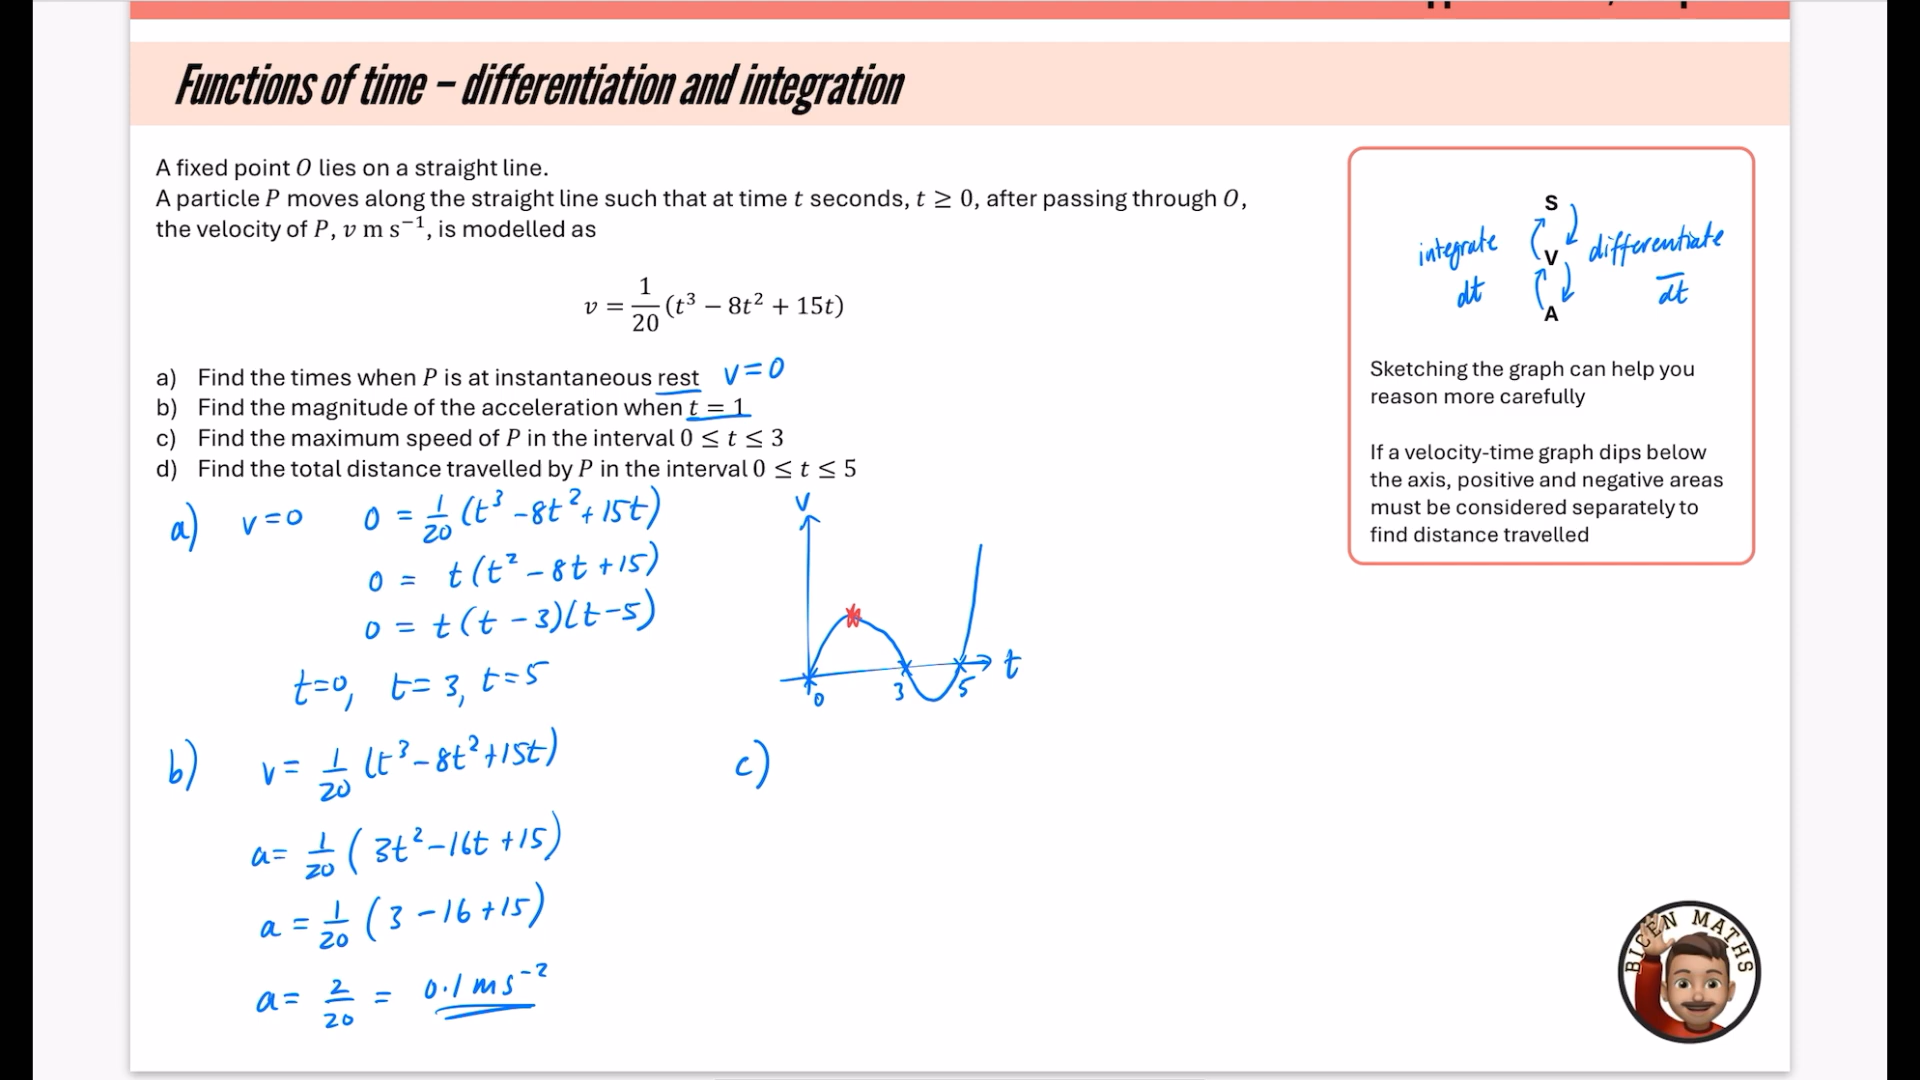 Functions of time – differentiation and integration
A fixed point O lies on a straight line.
A particle P moves along the straight line such that at time t seconds, t ≥ 0, after passing through O,
the velocity of P, v m s⁻¹, is modelled as
v = 1/20 (t³ − 8t² + 15t)
a) Find the times when P is at instantaneous rest v=0
b) Find the magnitude of the acceleration when t = 1
c) Find the maximum speed of P in the interval 0 ≤ t ≤ 3
d) Find the total distance travelled by P in the interval 0 ≤ t ≤ 5
a) v=0 0 = 1/20 (t³ -8t² + 15t)
0 = t(t² - 8t +15)
0 = t(t - 3)(t-5)
t=0, t= 3, t=5
b) v = 1/20 (t³ -8t² +15t)
a= 1/20 ( 3t² -16t +15)
a = 1/20 (3 -16 +15)
a= 2/20 = 0.1 ms⁻²
v
t
0 3 5
c)
S
integrate V differentiate
dt dt
A
Sketching the graph can help you
reason more carefully
If a velocity-time graph dips below
the axis, positive and negative areas
must be considered separately to
find distance travelled
BICEN MATHS